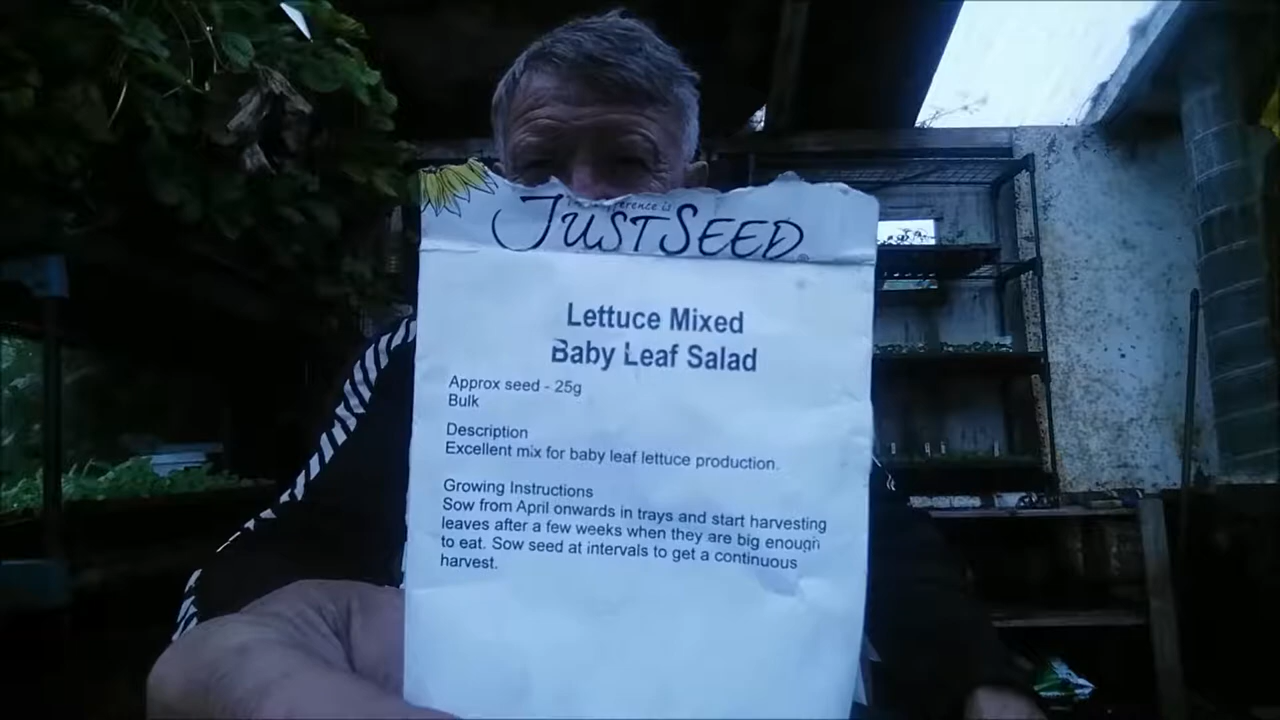 JUSTSEED
Lettuce Mixed
Baby Leaf Salad
Approx seed - 25g
Bulk
Description
Excellent mix for baby leaf lettuce production.
Growing Instructions
Sow from April onwards in trays and start harvesting
leaves after a few weeks when they are big enough
to eat. Sow seed at intervals to get a continuous
harvest.